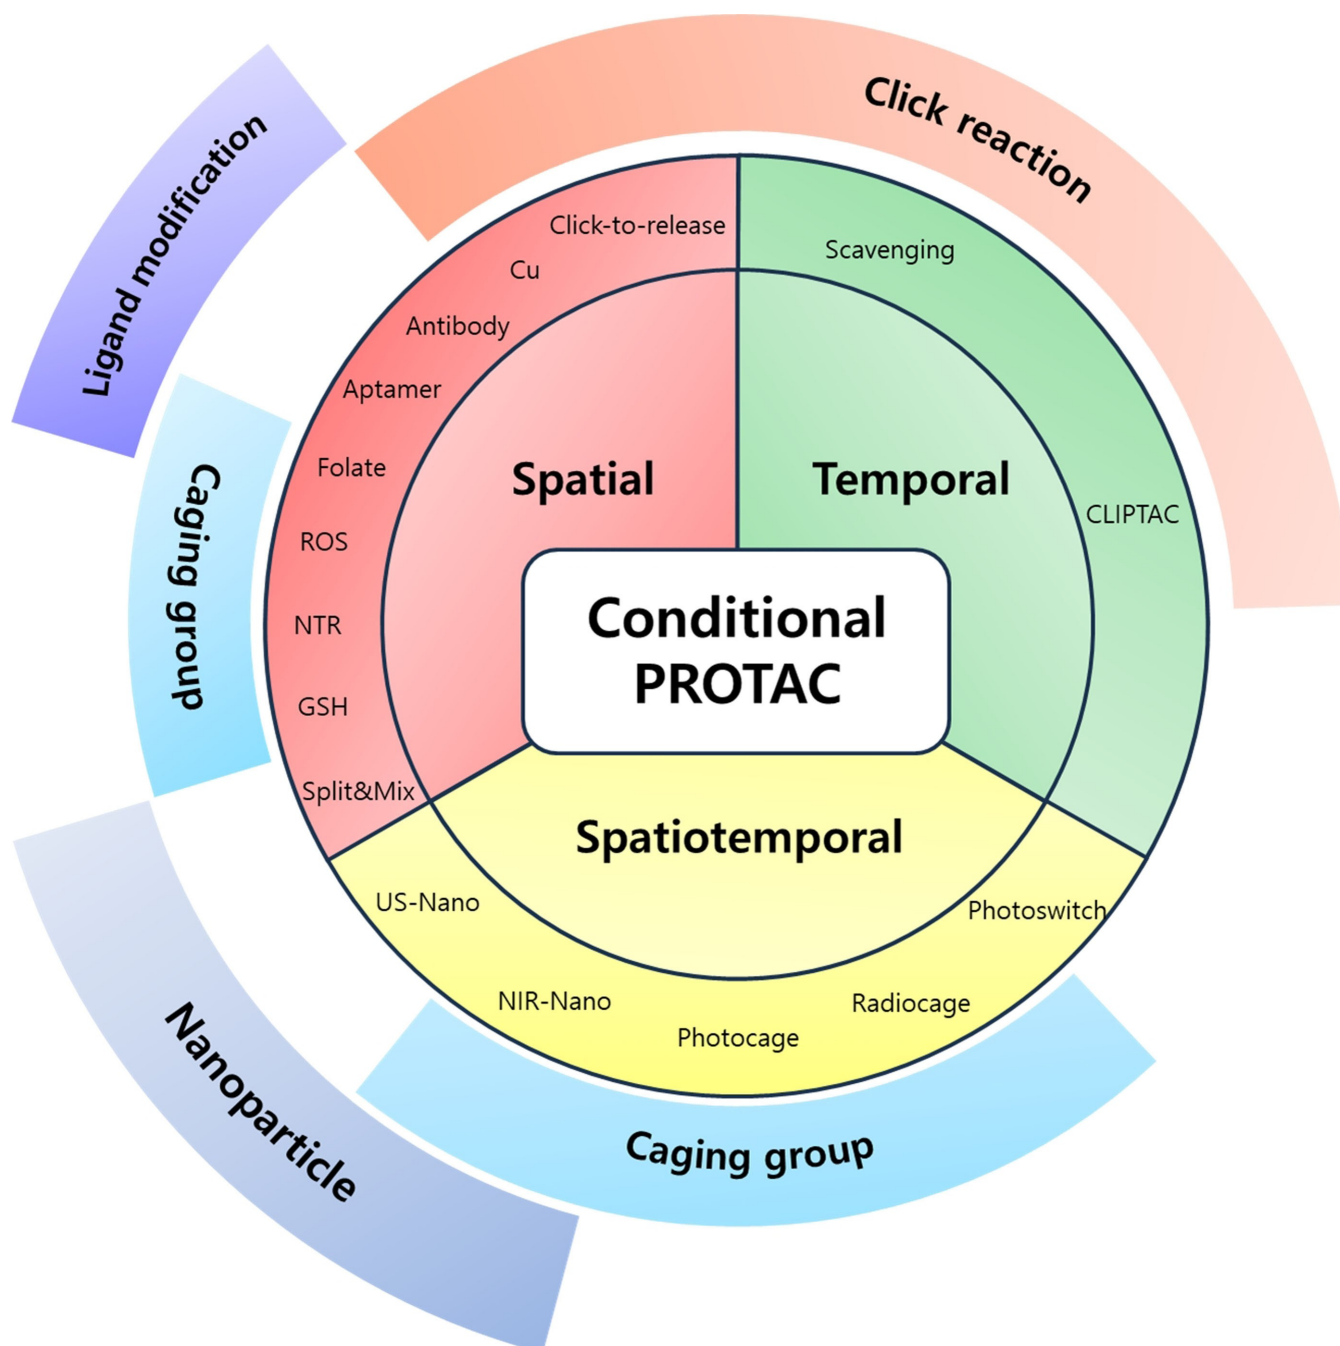 Click reaction
Ligand modification
Click-to-release
Scavenging
Cu
Antibody
Aptamer
Folate
Spatial
Temporal
CLIPTAC
ROS
Caging group
NTR
Conditional
PROTAC
GSH
Split&Mix
Spatiotemporal
US-Nano
Photoswitch
NIR-Nano
Radiocage
Photocage
Nanoparticle
Caging group